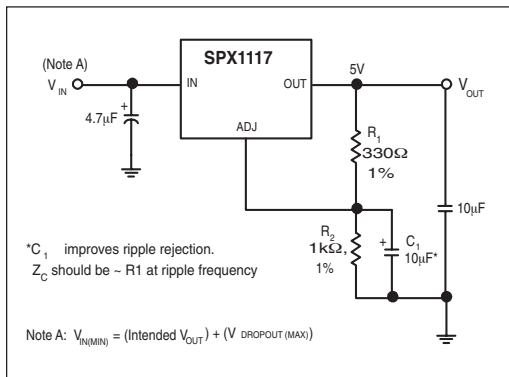 SPX1117
(Note A)
V IN
IN
OUT
5V
V OUT
4.7μF
+
ADJ
R1
330Ω
1%
10μF
R2
1kΩ,
1%
+
C1
10μF*
*C1 improves ripple rejection.
ZC should be ~ R1 at ripple frequency
Note A: VIN(MIN) = (Intended VOUT) + (V DROPOUT (MAX))